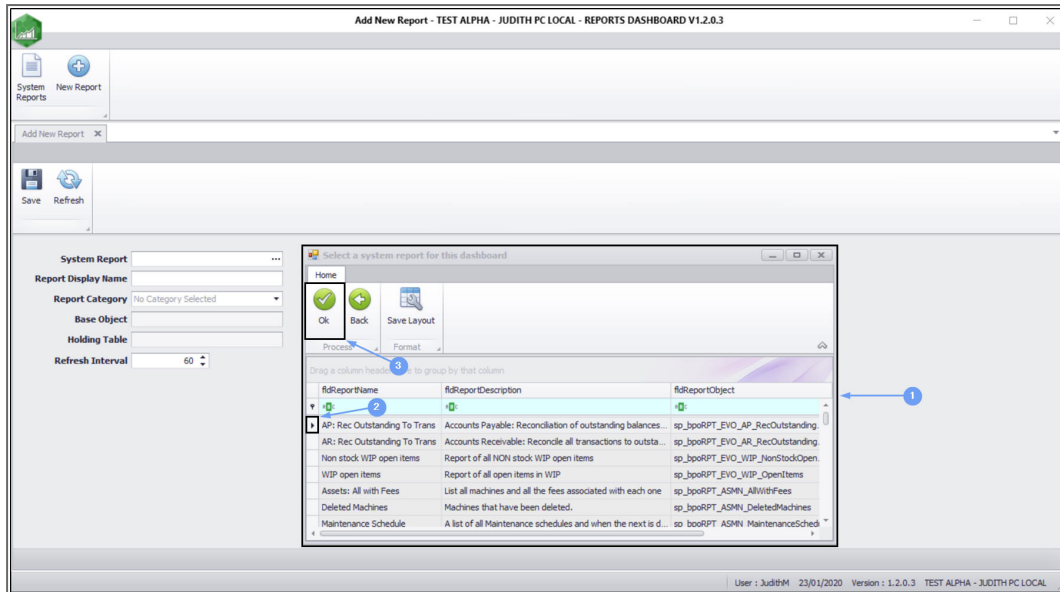 Add New Report - TEST ALPHA - JUDITH PC LOCAL - REPORTS DASHBOARD V1.2.0.3
System Reports
New Report
Add New Report
Save
Refresh
System Report
Report Display Name
Report Category No Category Selected
Base Object
Holding Table
Refresh Interval 60
Select a system report for this dashboard
Home
Ok
Back
Save Layout
Process
Format
3
Drag a column header to group by that column
fldReportName fldReportDescription fldReportObject
1
2
AP: Rec Outstanding To Trans Accounts Payable: Reconciliation of outstanding balances... sp_bpoRPT_EVO_AP_RecOutstanding.
AR: Rec Outstanding To Trans Accounts Receivable: Reconcile all transactions to outsta... sp_bpoRPT_EVO_AR_RecOutstanding.
Non stock WIP open items Report of all NON stock WIP open items sp_bpoRPT_EVO_WIP_NonStockOpen.
WIP open items Report of all open items in WIP sp_bpoRPT_EVO_WIP_OpenItems
Assets: All with Fees List all machines and all the fees associated with each one sp_bpoRPT_ASMN_AllWithFees
Deleted Machines Machines that have been deleted. sp_bpoRPT_ASMN_DeletedMachines
Maintenance Schedule A list of all Maintenance schedules and when the next is d... sp_bpoRPT_ASMN_MaintenanceSchedu
User : JudithM 23/01/2020 Version : 1.2.0.3 TEST ALPHA - JUDITH PC LOCAL